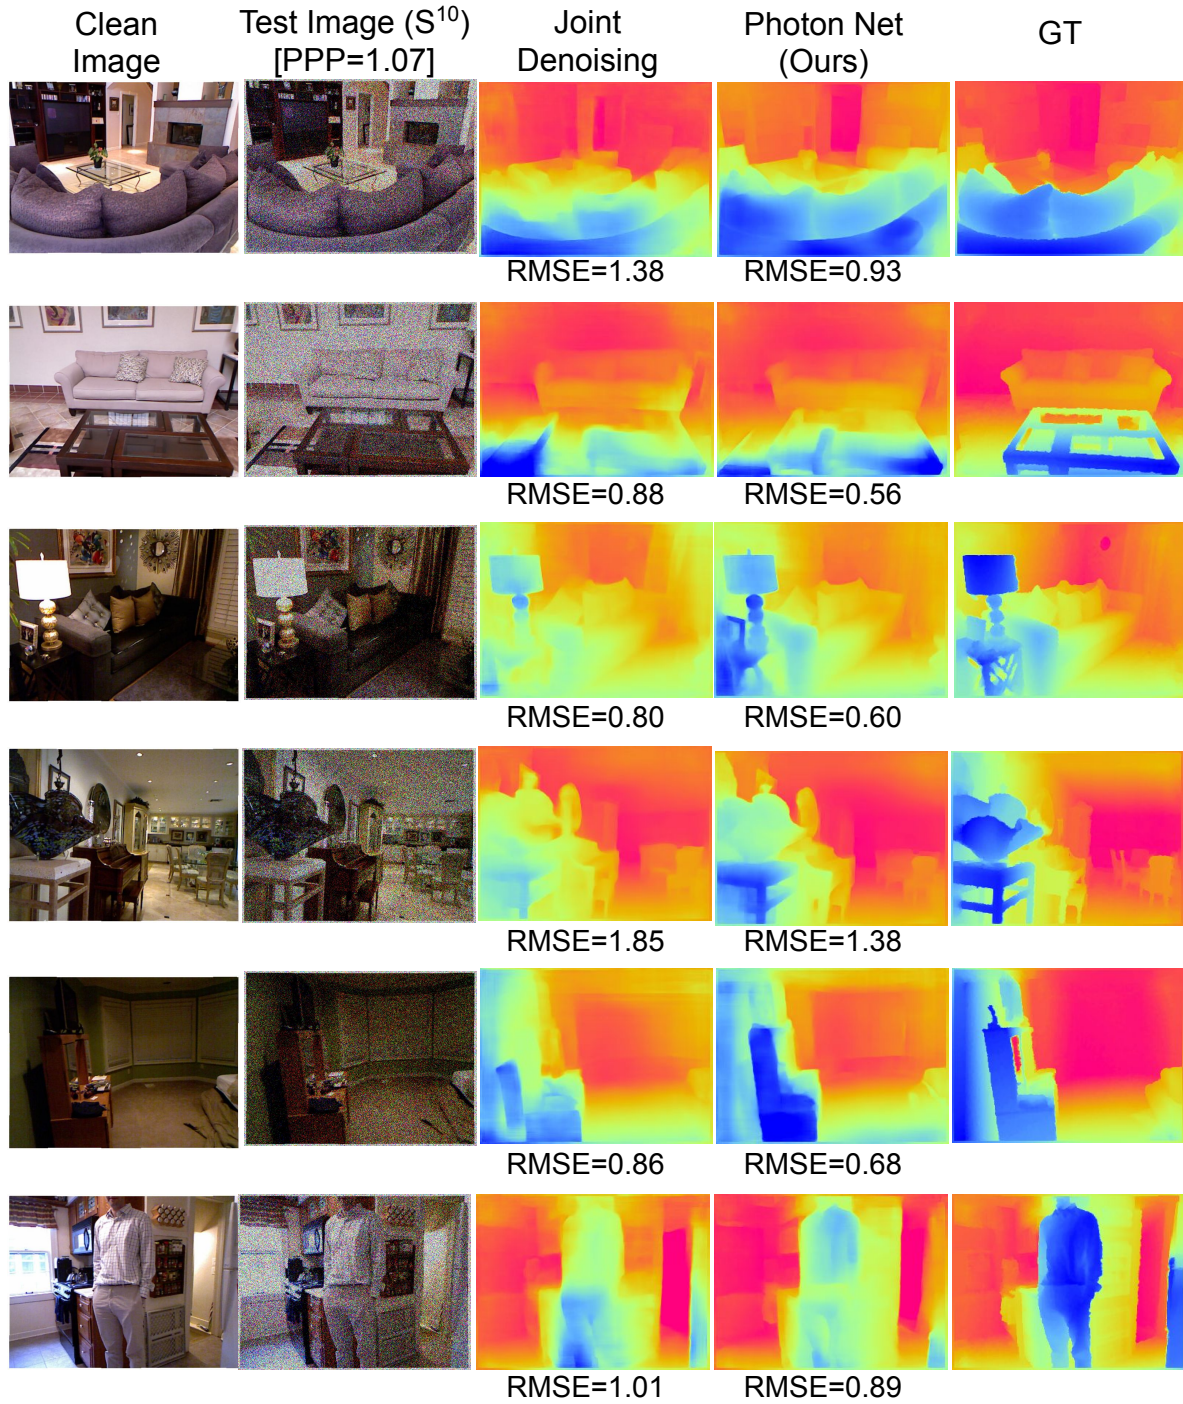 Clean
Image
Test Image (S¹⁰)
[PPP=1.07]
Joint
Denoising
Photon Net
(Ours)
GT
RMSE=1.38
RMSE=0.93
RMSE=0.88
RMSE=0.56
RMSE=0.80
RMSE=0.60
RMSE=1.85
RMSE=1.38
RMSE=0.86
RMSE=0.68
RMSE=1.01
RMSE=0.89